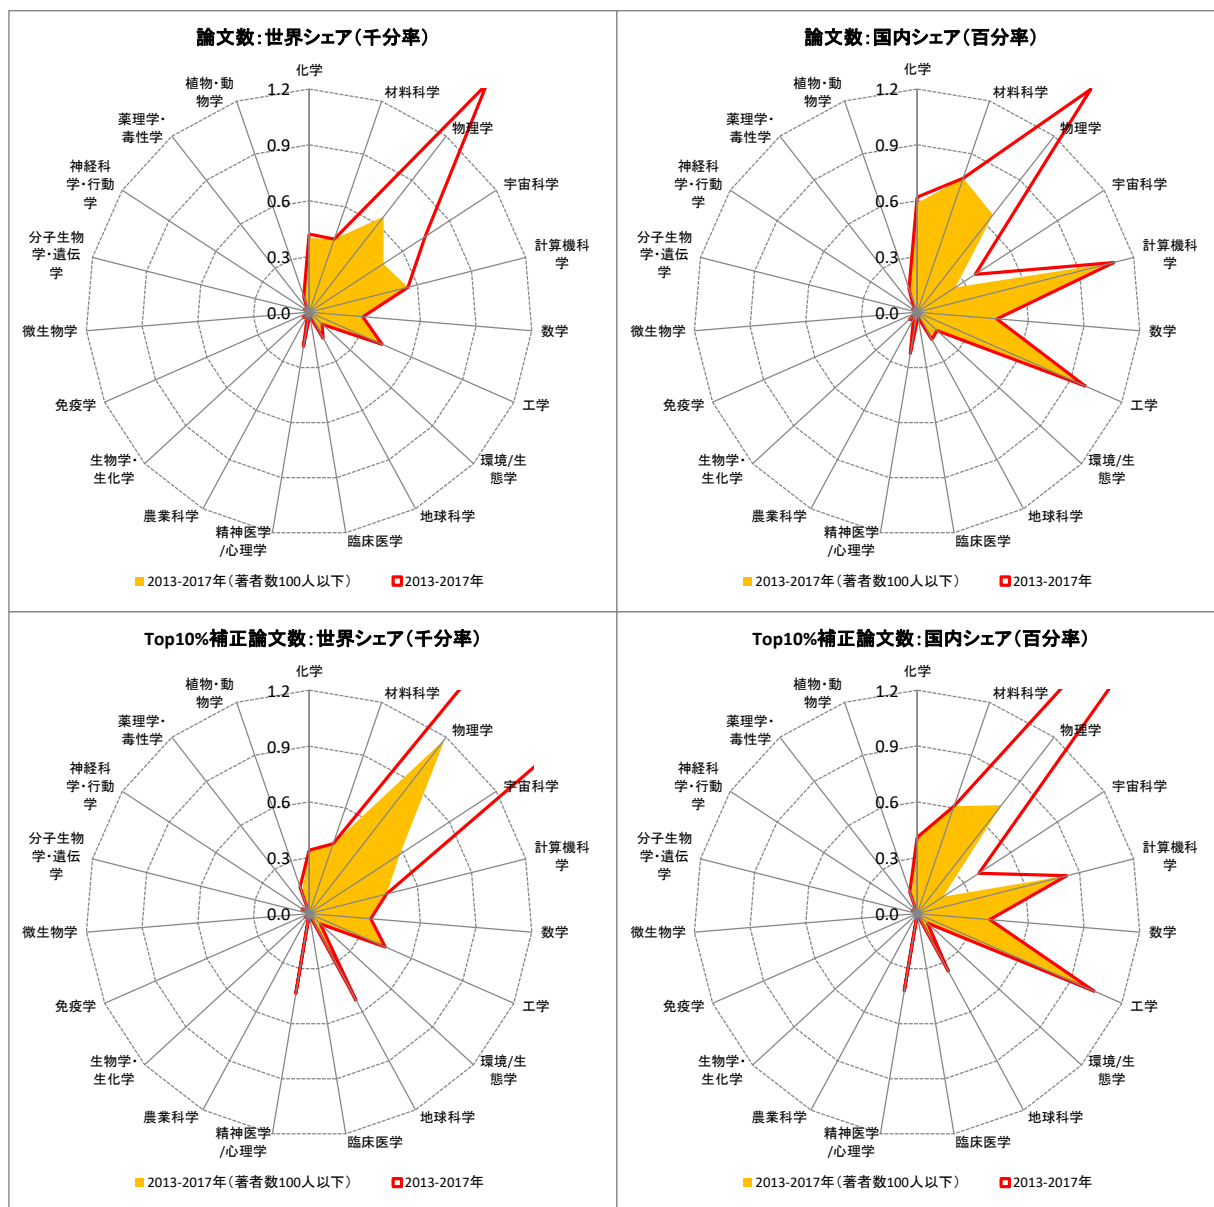 論文数：世界シェア（千分率）
化学
材料科学
物理学
宇宙科学
計算機科
学
数学
工学
環境/生
態学
地球科学
臨床医学
精神医学
/心理学
農業科学
生物学・
生化学
免疫学
微生物学
分子生物
学・遺伝
学
神経科
学・行動
学
薬理学・
毒性学
植物・動
物学
1.2
0.9
0.6
0.3
0.0
2013-2017年（著者数100人以下）
2013-2017年
論文数：国内シェア（百分率）
化学
材料科学
物理学
宇宙科学
計算機科
学
数学
工学
環境/生
態学
地球科学
臨床医学
精神医学
/心理学
農業科学
生物学・
生化学
免疫学
微生物学
分子生物
学・遺伝
学
神経科
学・行動
学
薬理学・
毒性学
植物・動
物学
1.2
0.9
0.6
0.3
0.0
2013-2017年（著者数100人以下）
2013-2017年
Top10%補正論文数：世界シェア（千分率）
化学
材料科学
物理学
宇宙科学
計算機科
学
数学
工学
環境/生
態学
地球科学
臨床医学
精神医学
/心理学
農業科学
生物学・
生化学
免疫学
微生物学
分子生物
学・遺伝
学
神経科
学・行動
学
薬理学・
毒性学
植物・動
物学
1.2
0.9
0.6
0.3
0.0
2013-2017年（著者数100人以下）
2013-2017年
Top10%補正論文数：国内シェア（百分率）
化学
材料科学
物理学
宇宙科学
計算機科
学
数学
工学
環境/生
態学
地球科学
臨床医学
精神医学
/心理学
農業科学
生物学・
生化学
免疫学
微生物学
分子生物
学・遺伝
学
神経科
学・行動
学
薬理学・
毒性学
植物・動
物学
1.2
0.9
0.6
0.3
0.0
2013-2017年（著者数100人以下）
2013-2017年